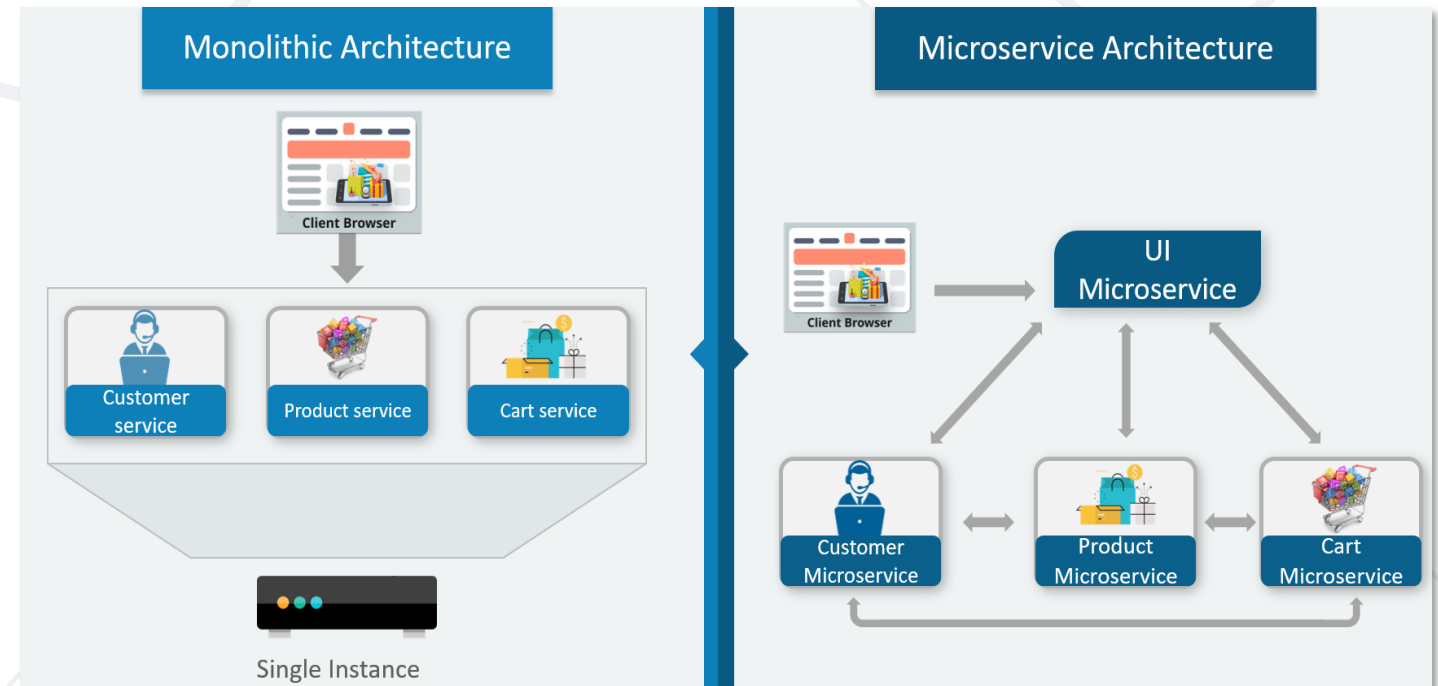 Monolithic Architecture
Client Browser
Customer
service
Product service
Cart service
Single Instance
Microservice Architecture
Client Browser
UI
Microservice
Customer
Microservice
Product
Microservice
Cart
Microservice